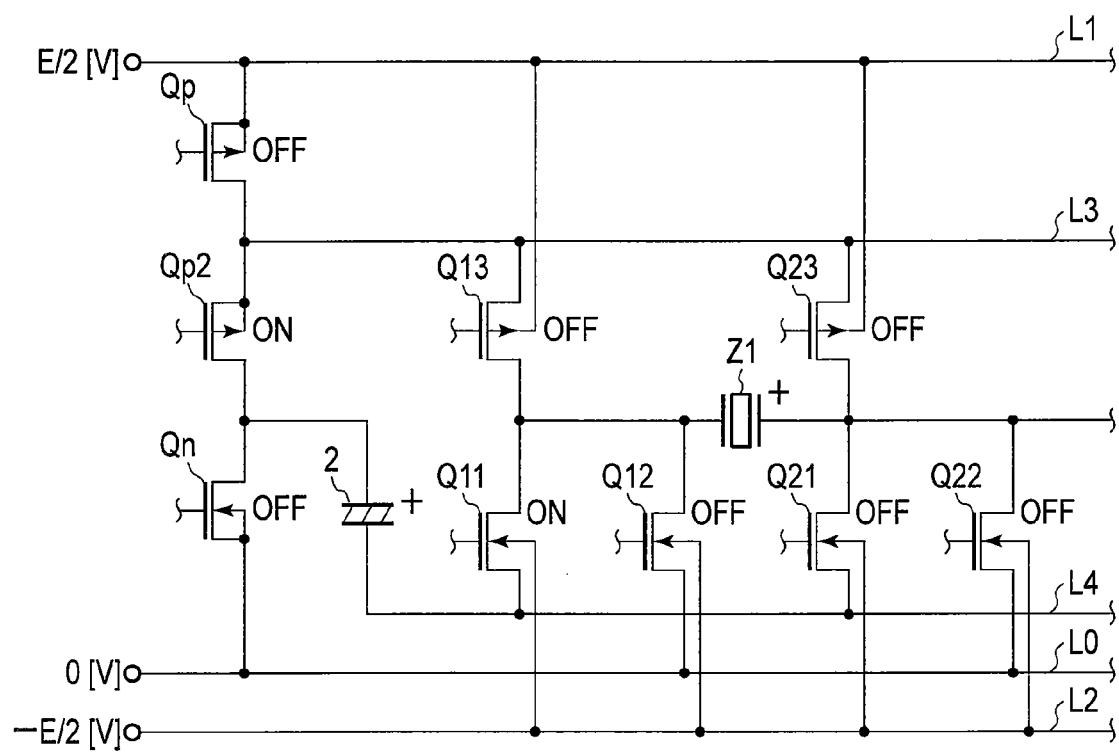 L1
E/2 [V]
Qp
OFF
L3
Qp2
Q13
Q23
ON
OFF
OFF
Z1
+
Qn
2
Q11
Q12
Q21
Q22
+
OFF
ON
OFF
OFF
OFF
L4
L0
0 [V]
L2
—E/2 [V]